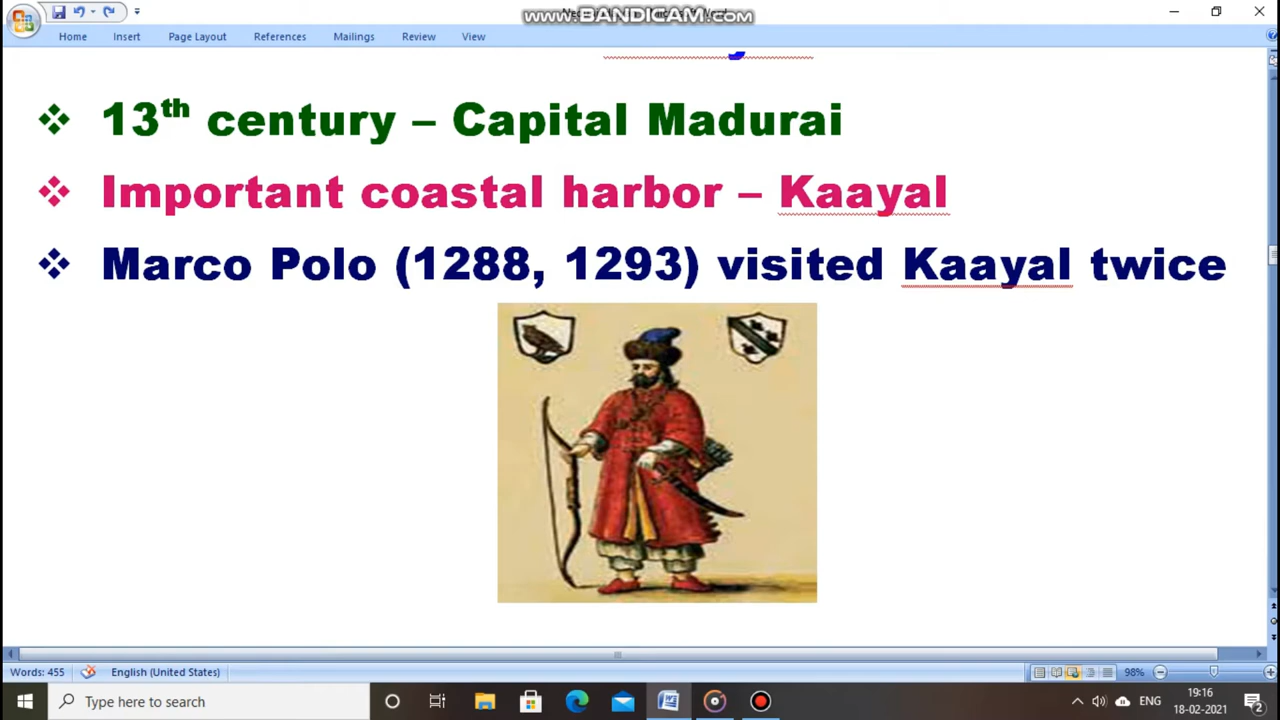 www.BANDICAM.com
Home Insert Page Layout References Mailings Review View
❖ 13th century – Capital Madurai
❖ Important coastal harbor – Kaayal
❖ Marco Polo (1288, 1293) visited Kaayal twice
Words: 455 English (United States) 98%
Type here to search
ENG
19:16
18-02-2021
2